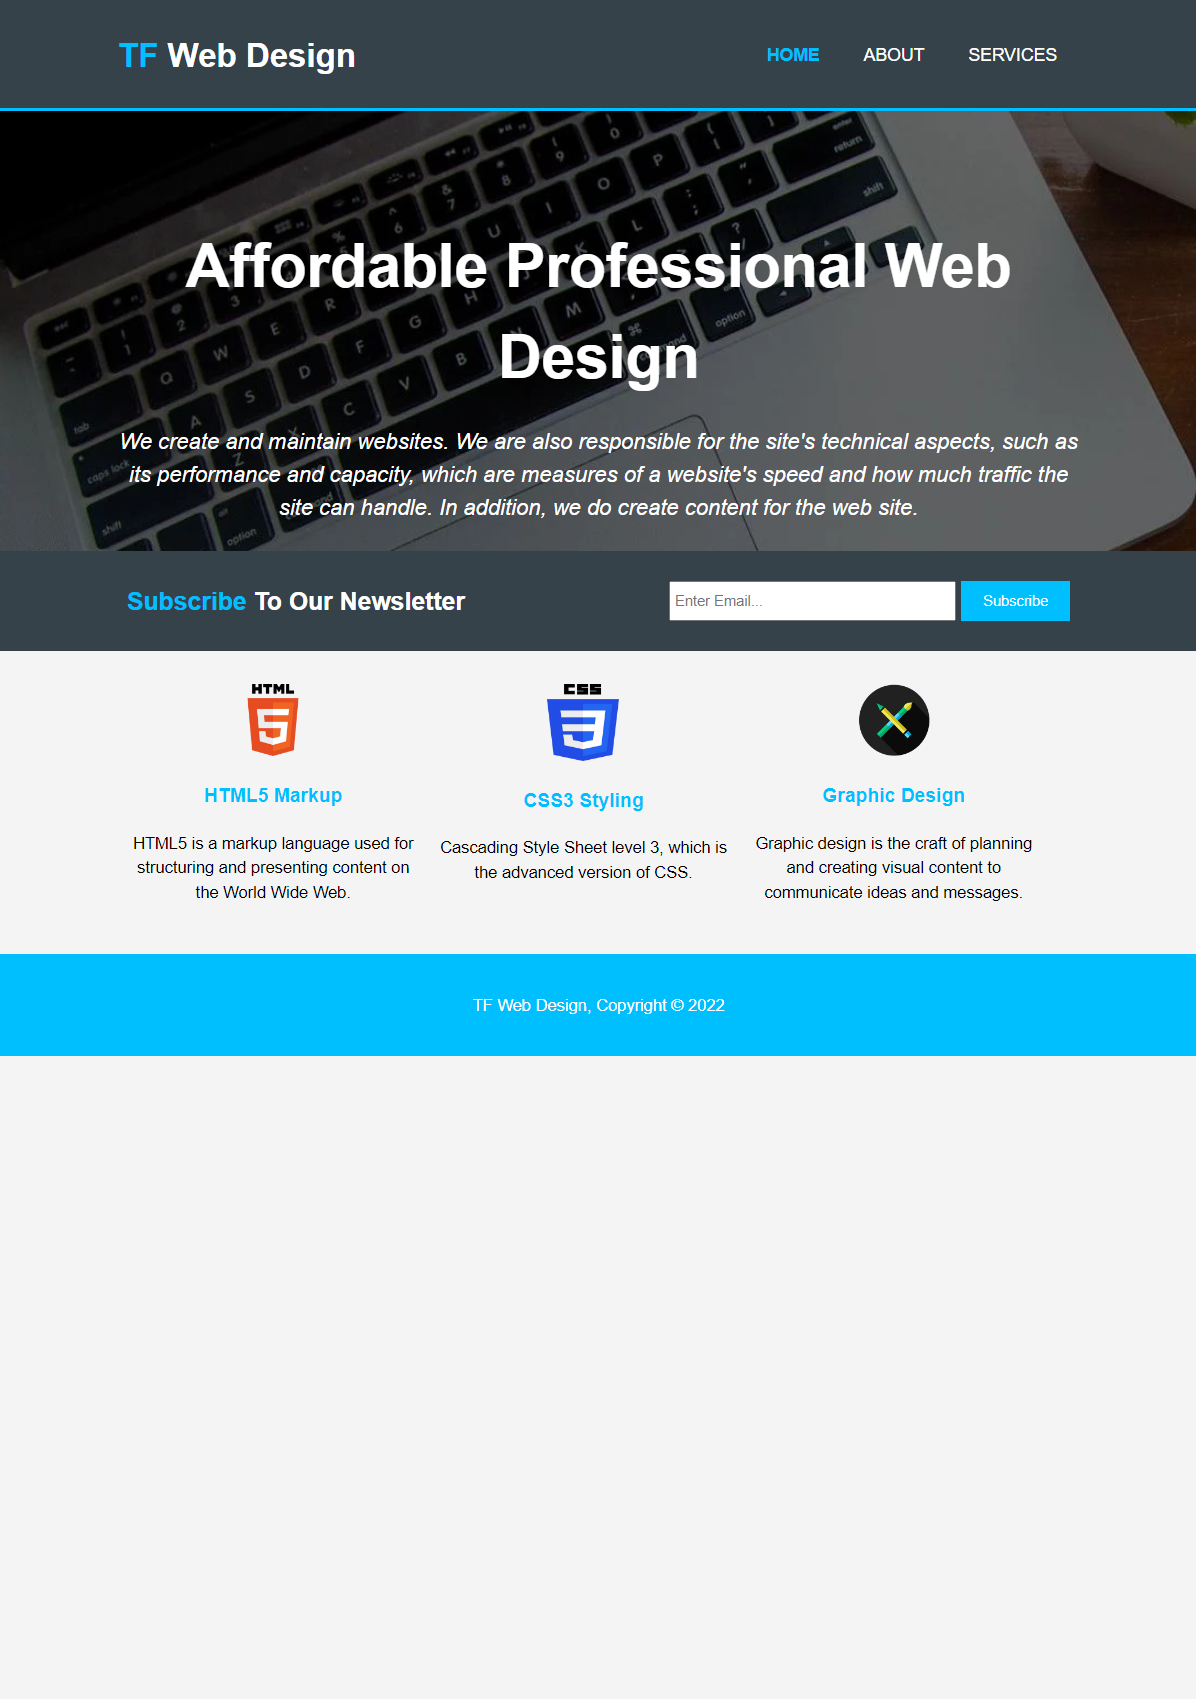 TF Web Design
HOME ABOUT SERVICES
Affordable Professional Web
Design
We create and maintain websites. We are also responsible for the site's technical aspects, such as
its performance and capacity, which are measures of a website's speed and how much traffic the
site can handle. In addition, we do create content for the web site.
Subscribe To Our Newsletter
Enter Email...
Subscribe
HTML
5
HTML5 Markup
HTML5 is a markup language used for
structuring and presenting content on
the World Wide Web.
CSS
3
CSS3 Styling
Cascading Style Sheet level 3, which is
the advanced version of CSS.
Graphic Design
Graphic design is the craft of planning
and creating visual content to
communicate ideas and messages.
TF Web Design, Copyright © 2022